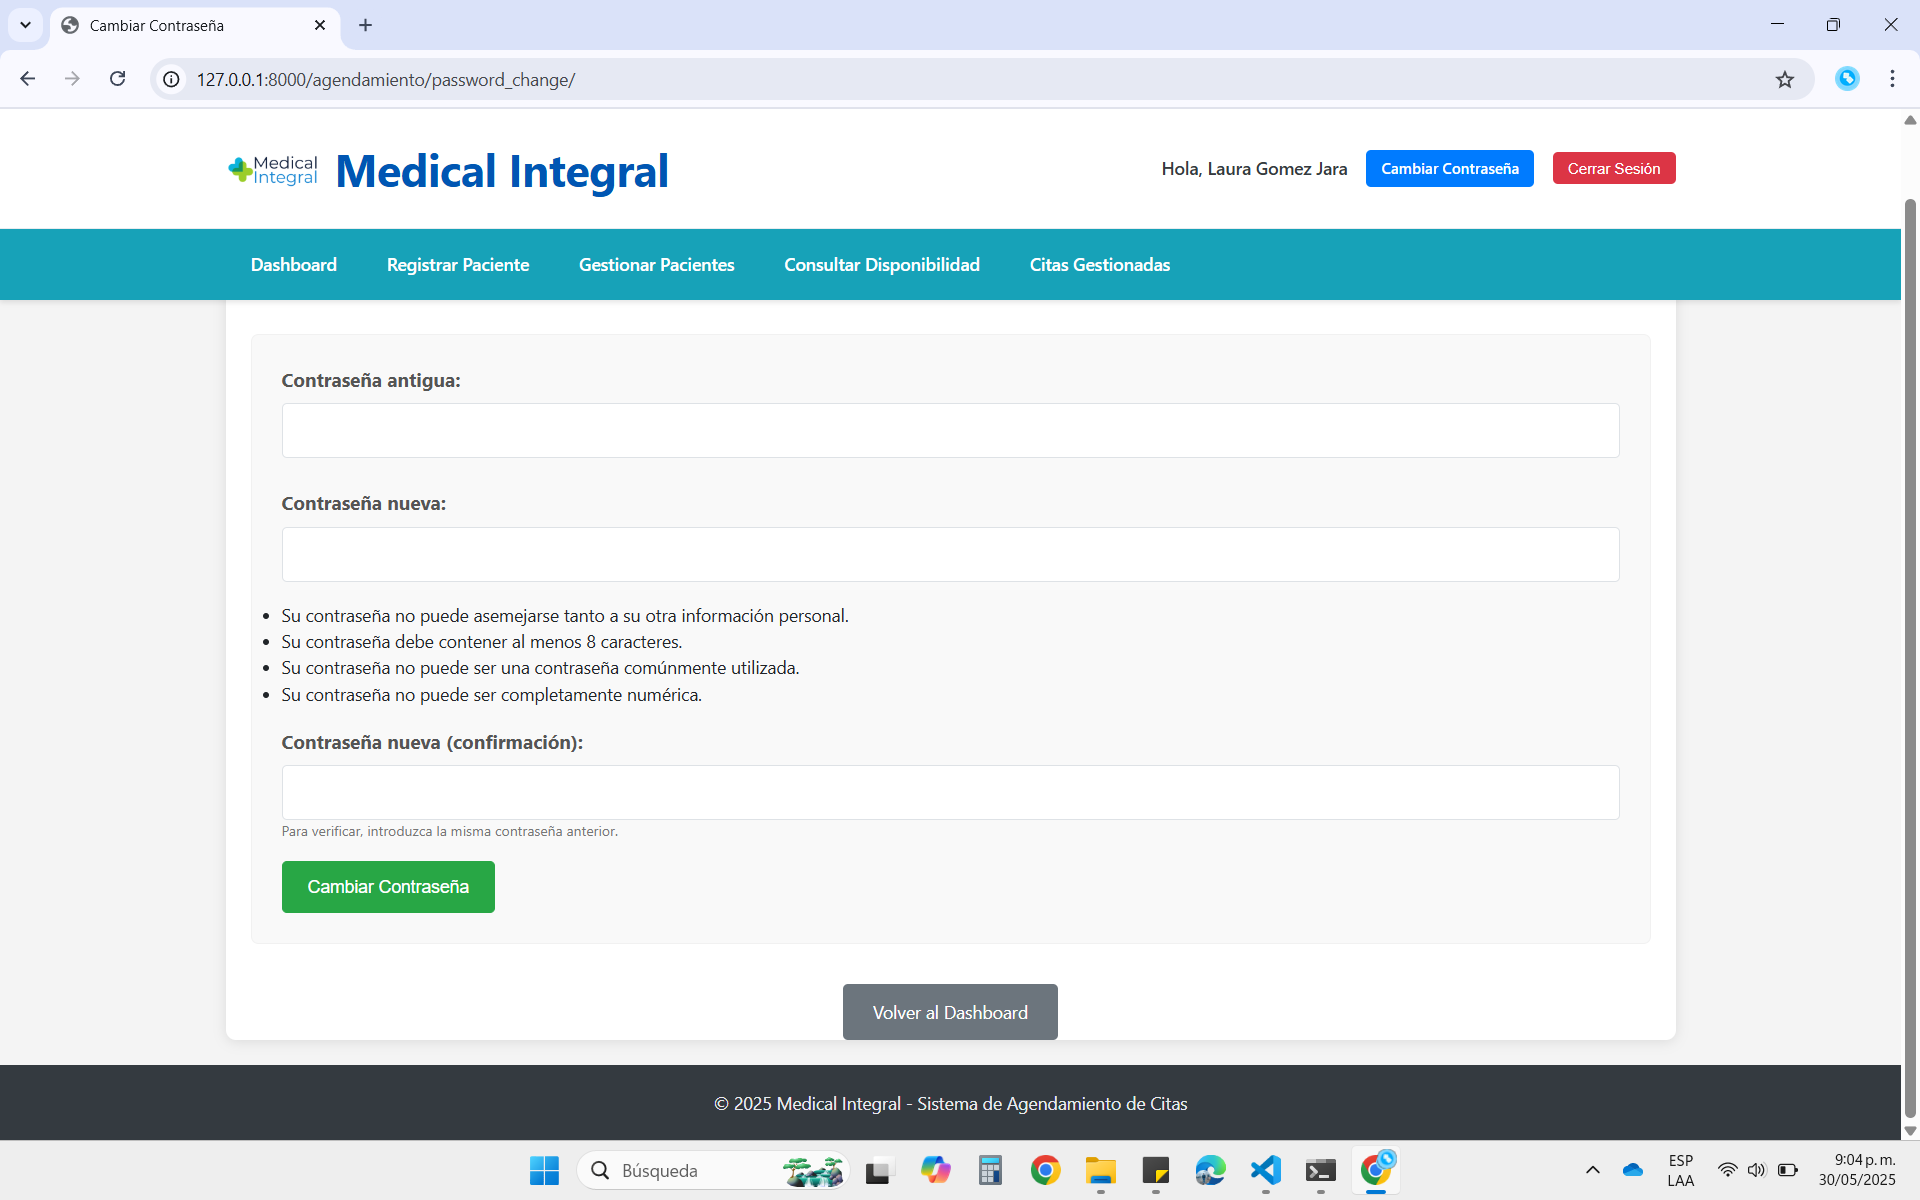 Cambiar Contraseña
127.0.0.1:8000/agendamiento/password_change/
Medical
Integral
Medical Integral
Hola, Laura Gomez Jara
Cambiar Contraseña
Cerrar Sesión
Dashboard
Registrar Paciente
Gestionar Pacientes
Consultar Disponibilidad
Citas Gestionadas
Contraseña antigua:
Contraseña nueva:
Su contraseña no puede asemejarse tanto a su otra información personal.
Su contraseña debe contener al menos 8 caracteres.
Su contraseña no puede ser una contraseña comúnmente utilizada.
Su contraseña no puede ser completamente numérica.
Contraseña nueva (confirmación):
Para verificar, introduzca la misma contraseña anterior.
Cambiar Contraseña
Volver al Dashboard
© 2025 Medical Integral - Sistema de Agendamiento de Citas
Búsqueda
ESP
LAA
9:04 p. m.
30/05/2025